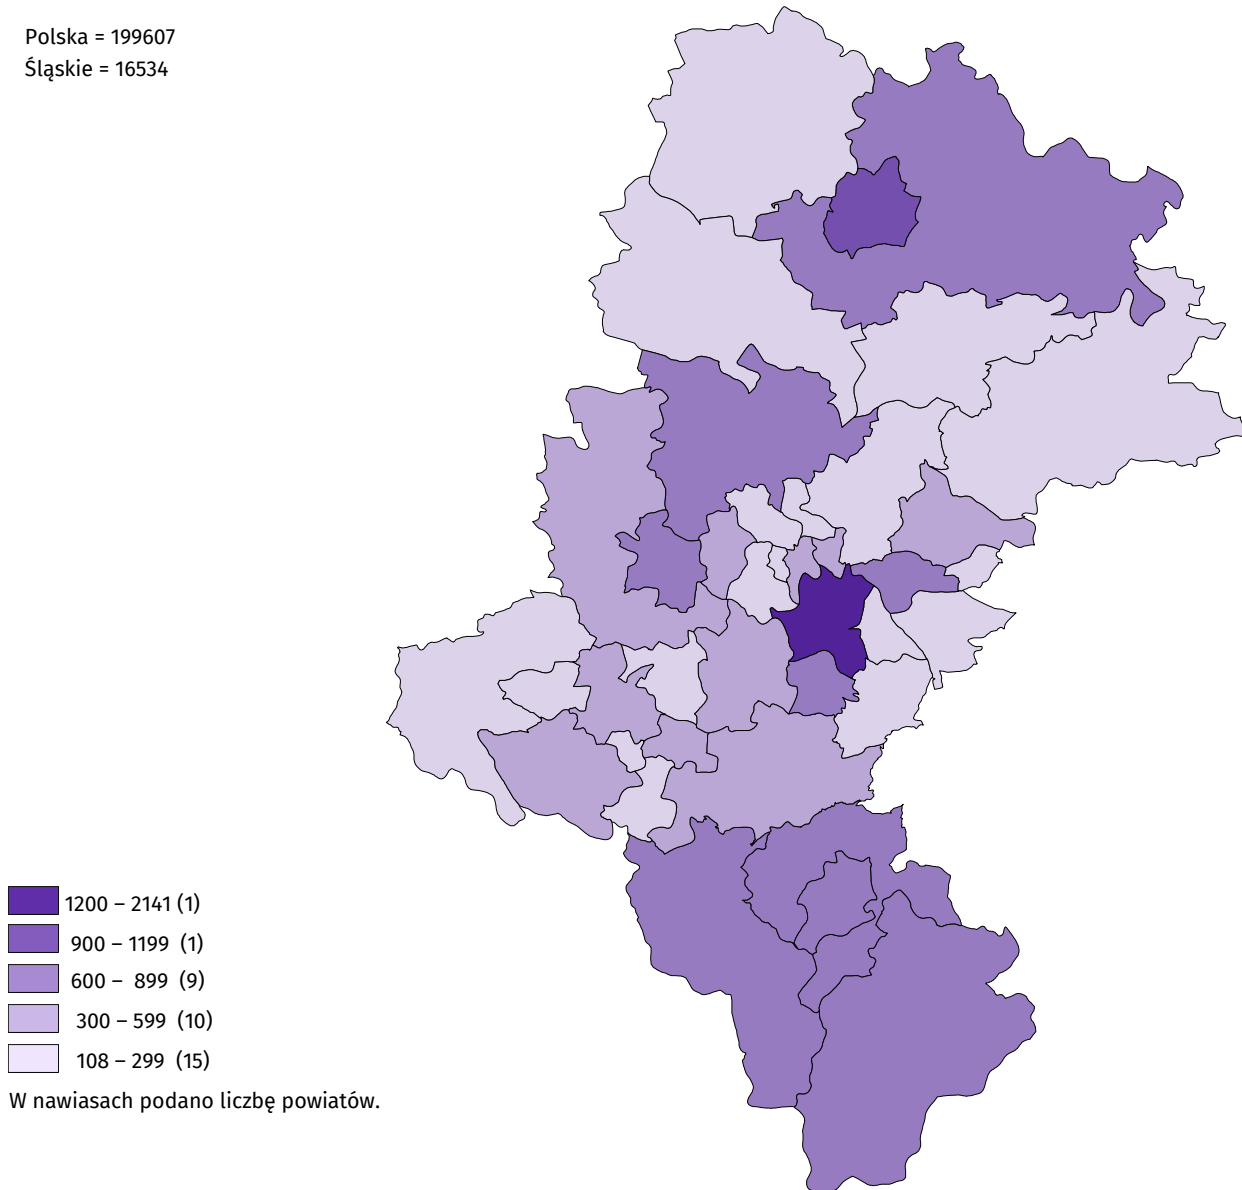 Polska = 199607
Śląskie = 16534
1200 – 2141 (1)
900 – 1199 (1)
600 – 899 (9)
300 – 599 (10)
108 – 299 (15)
W nawiasach podano liczbę powiatów.